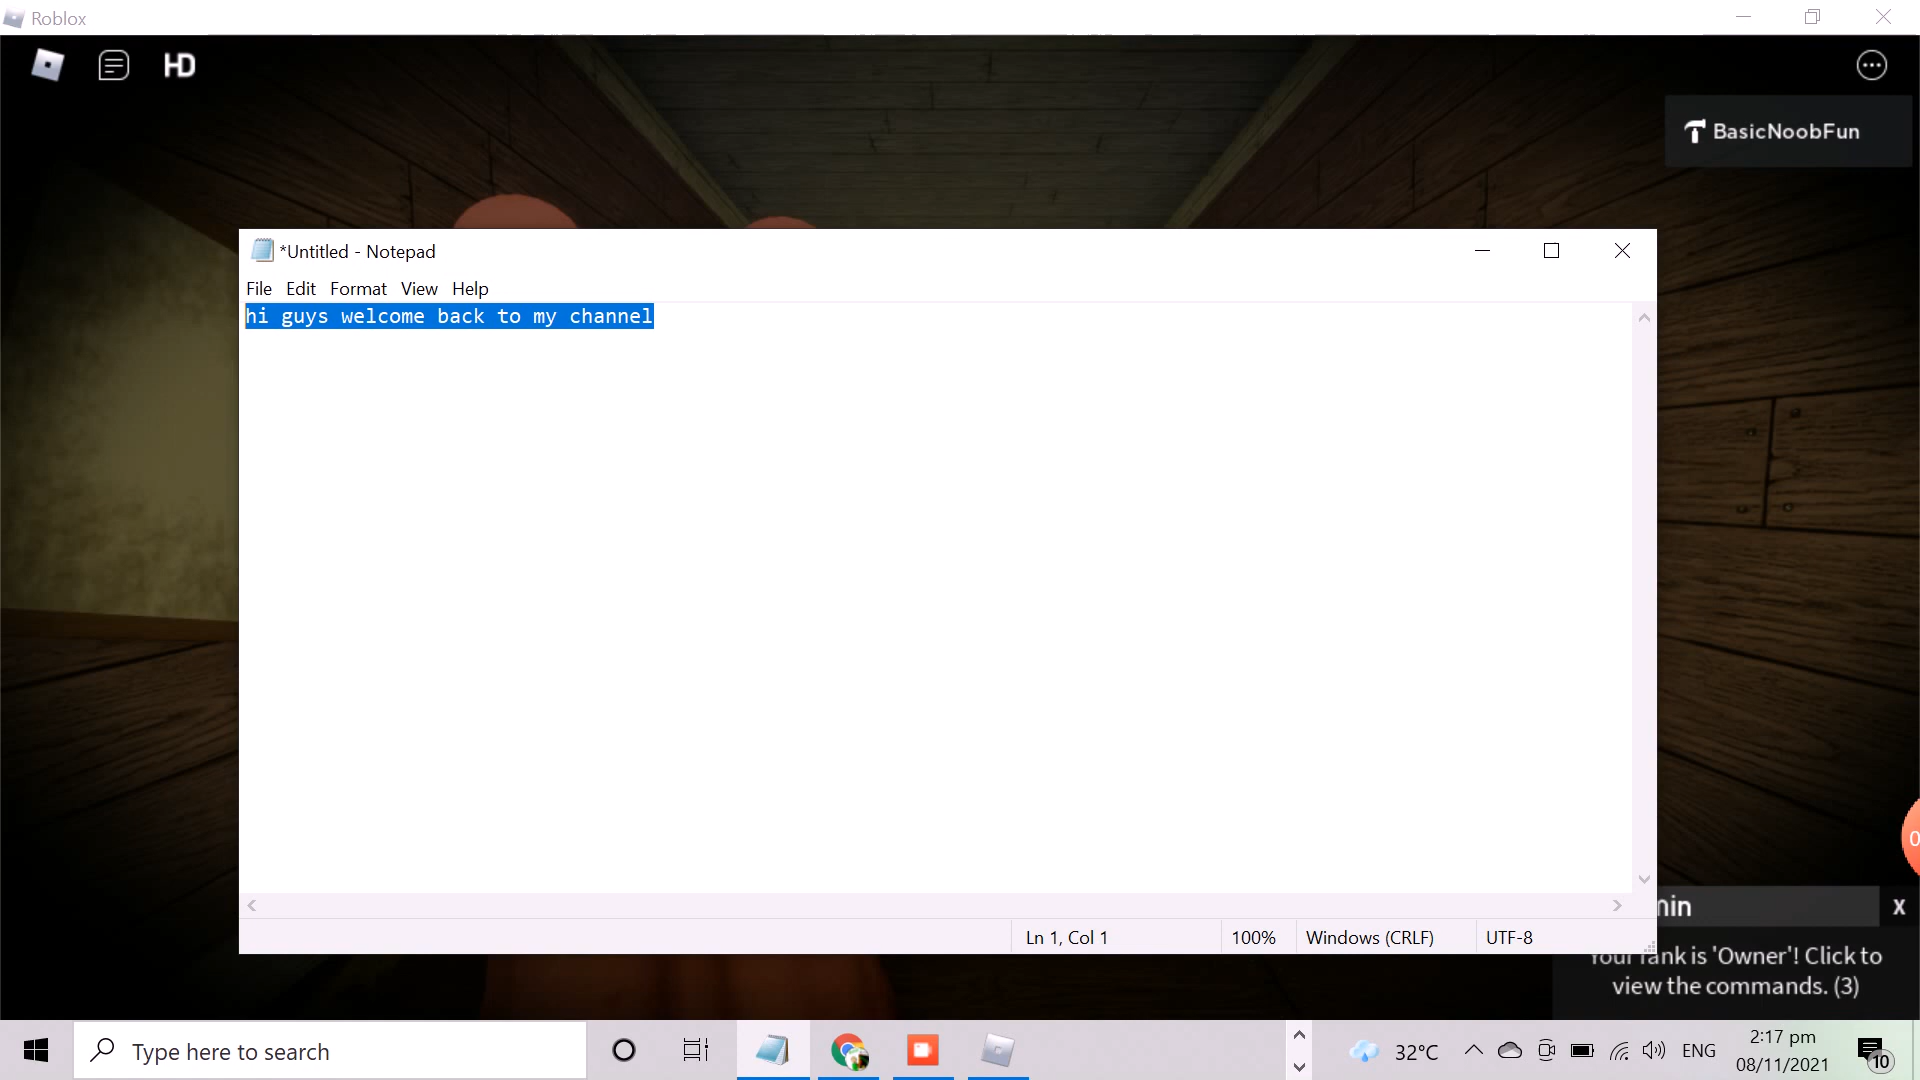 Roblox
HD
BasicNoobFun
*Untitled - Notepad
File Edit Format View Help
hi guys welcome back to my channel
Ln 1, Col 1
100%
Windows (CRLF)
UTF-8
min
X
Your rank is 'Owner'! Click to
view the commands. (3)
Type here to search
32°C
ENG
2:17 pm
08/11/2021
10